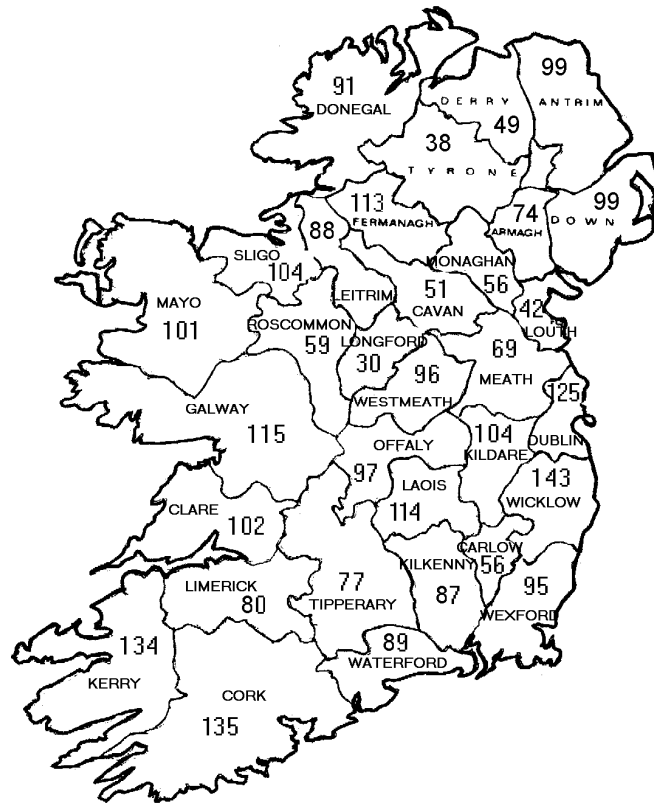 99
91
DERRY
ANTRIM
DONEGAL
49
38
TYRONE
113
99
74
FERMANAGH
DOWN
88
ARMAGH
SLIGO
MONAGHAN
104
56
51
LEITRIM
MAYO
CAVAN
42
101
ROSCOMMON
LOUTH
59
LONGFORD
69
30
96
MEATH
125
WESTMEATH
GALWAY
115
OFFALY
104
DUBLIN
KILDARE
97
LAOIS
143
114
WICKLOW
CLARE
102
CARLOW
KILKENNY
56
LIMERICK
77
80
TIPPERARY
87
95
WEXFORD
134
89
WATERFORD
KERRY
CORK
135